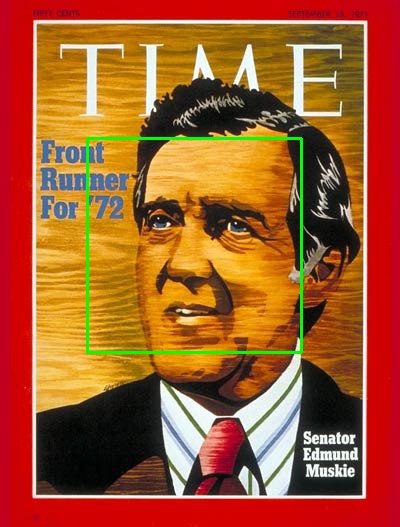 FIFTY CENTS
SEPTEMBER 13, 1971
TIME
Front
Runner
For '72
Senator
Edmund
Muskie